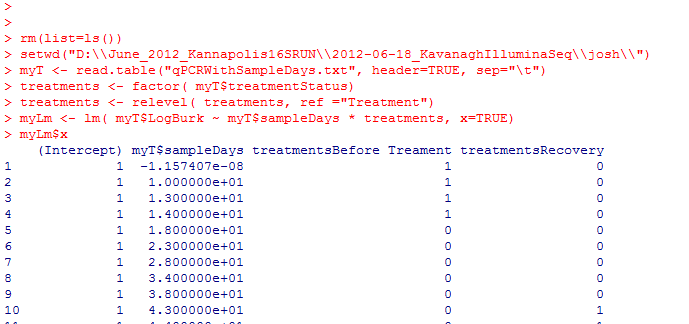 >
>
> rm(list=ls())
> setwd("D:\\June_2012_Kannapolis16SRUN\\2012-06-18_KavanaghIlluminaSeq\\josh\\")
> myT <- read.table("qPCRWithSampleDays.txt", header=TRUE, sep="\t")
> treatments <- factor( myT$treatmentStatus)
> treatments <- relevel( treatments, ref ="Treatment")
> myLm <- lm( myT$LogBurk ~ myT$sampleDays * treatments, x=TRUE)
> myLm$x
(Intercept) myT$sampleDays treatmentsBefore Treament treatmentsRecovery
1 1 -1.157407e-08 1 0
2 1 1.000000e+01 1 0
3 1 1.300000e+01 1 0
4 1 1.400000e+01 1 0
5 1 1.800000e+01 0 0
6 1 2.300000e+01 0 0
7 1 2.800000e+01 0 0
8 1 3.400000e+01 0 0
9 1 3.800000e+01 0 0
10 1 4.300000e+01 0 1